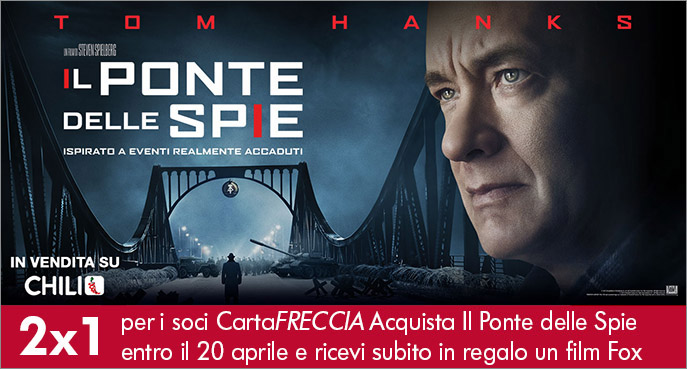 TOM HANKS
UN FILM DI STEVEN SPIELBERG
IL PONTE
DELLE SPIE
ISPIRATO A EVENTI REALMENTE ACCADUTI
IN VENDITA SU
CHILI
FOX
2x1
per i soci CartaFRECCIA Acquista Il Ponte delle Spie
entro il 20 aprile e ricevi subito in regalo un film Fox